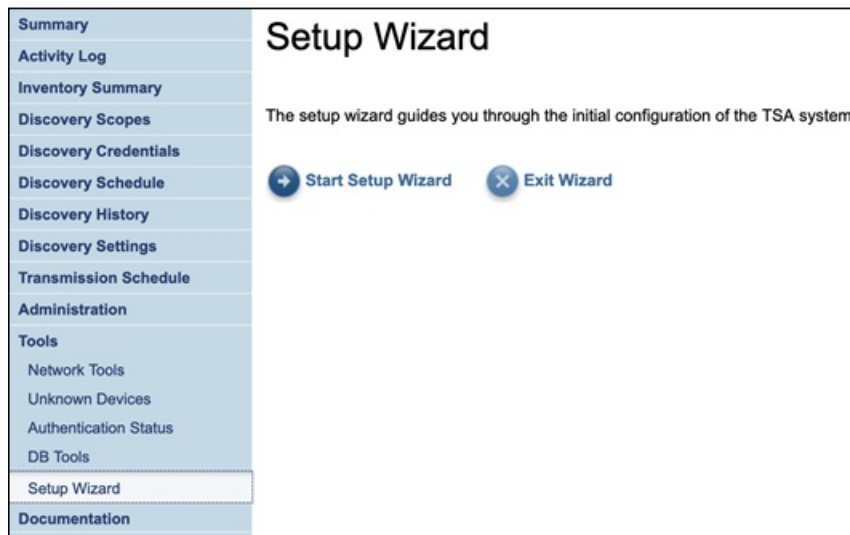 Summary
Activity Log
Inventory Summary
Discovery Scopes
Discovery Credentials
Discovery Schedule
Discovery History
Discovery Settings
Transmission Schedule
Administration
Tools
Network Tools
Unknown Devices
Authentication Status
DB Tools
Setup Wizard
Documentation
Setup Wizard
The setup wizard guides you through the initial configuration of the TSA system
Start Setup Wizard
Exit Wizard